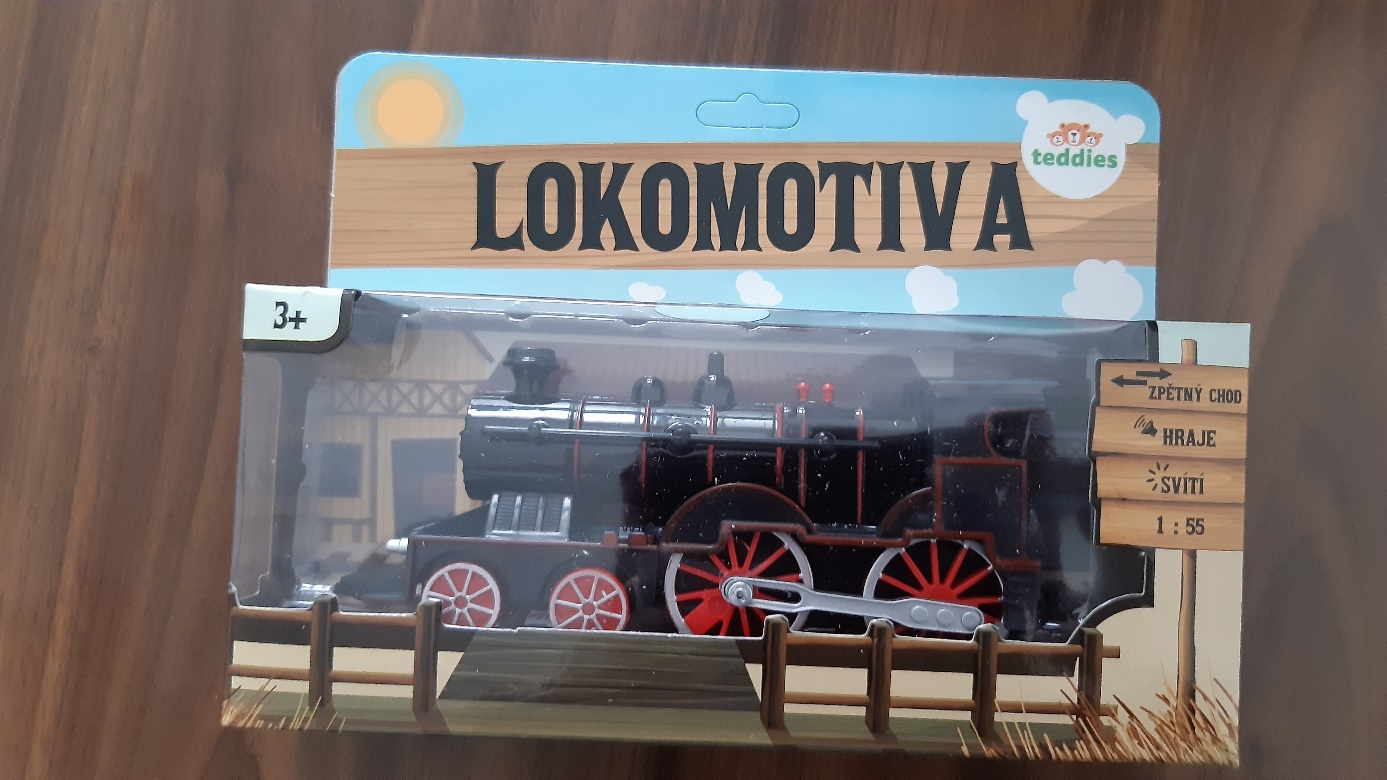 teddies
LOKOMOTIVA
3+
ZPĚTNÝ CHOD
HRAJE
SVÍTÍ
1 : 55